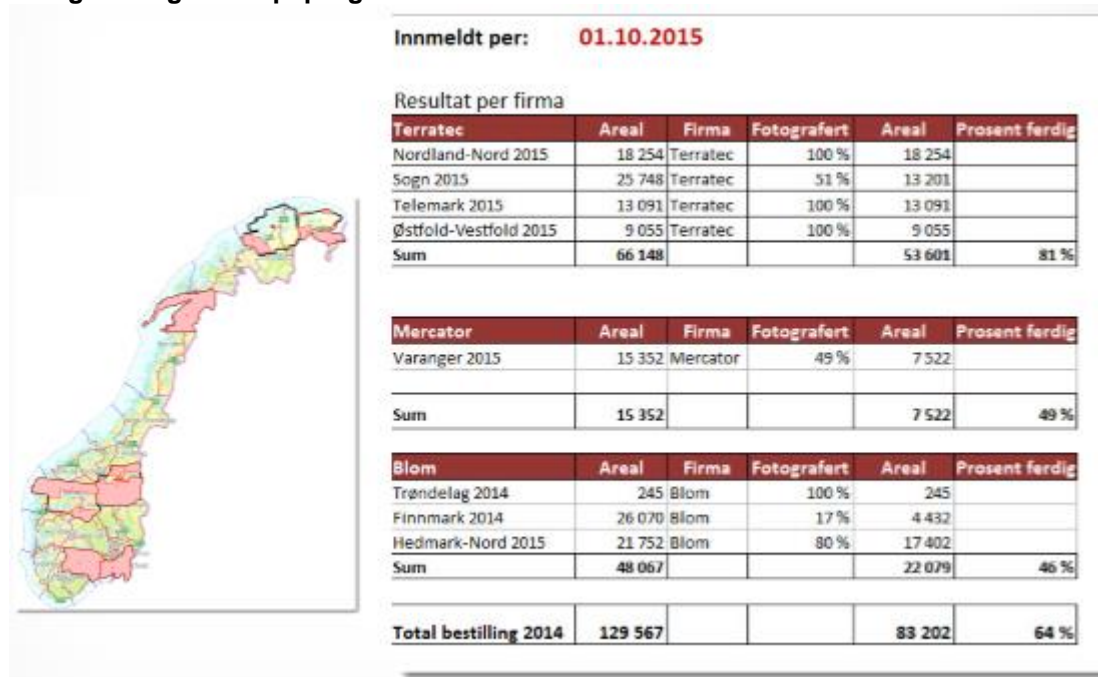 Innmeldt per: 01.10.2015
Resultat per firma
Terratec Areal Firma Fotografert Areal Prosent ferdig
Nordland-Nord 2015 18 254 Terratec 100 % 18 254
Sogn 2015 25 748 Terratec 51 % 13 201
Telemark 2015 13 091 Terratec 100 % 13 091
Østfold-Vestfold 2015 9 055 Terratec 100 % 9 055
Sum 66 148 53 601 81 %
Mercator Areal Firma Fotografert Areal Prosent ferdig
Varanger 2015 15 352 Mercator 49 % 7 522
Sum 15 352 7 522 49 %
Blom Areal Firma Fotografert Areal Prosent ferdig
Trøndelag 2014 245 Blom 100 % 245
Finnmark 2014 26 070 Blom 17 % 4 432
Hedmark-Nord 2015 21 752 Blom 80 % 17 402
Sum 48 067 22 079 46 %
Total bestilling 2014 129 567 83 202 64 %